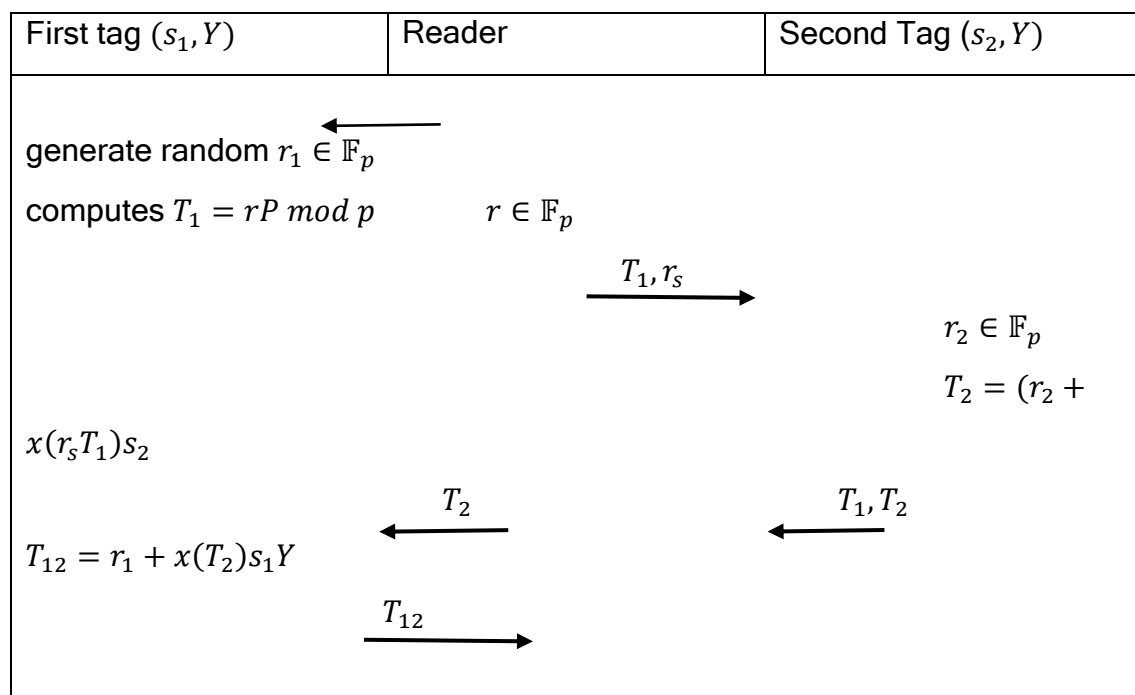 First tag (𝑠₁, 𝑌) Reader Second Tag (𝑠₂, 𝑌)
generate random 𝑟₁ ∈ 𝔽ₚ
computes 𝑇₁ = 𝑟𝑃 𝑚𝑜𝑑 𝑝 𝑟 ∈ 𝔽ₚ
𝑇₁, 𝑟ₛ
𝑟₂ ∈ 𝔽ₚ
𝑇₂ = (𝑟₂ +
𝑥(𝑟ₛ𝑇₁)𝑠₂
𝑇₂ 𝑇₁, 𝑇₂
𝑇₁₂ = 𝑟₁ + 𝑥(𝑇₂)𝑠₁𝑌
𝑇₁₂